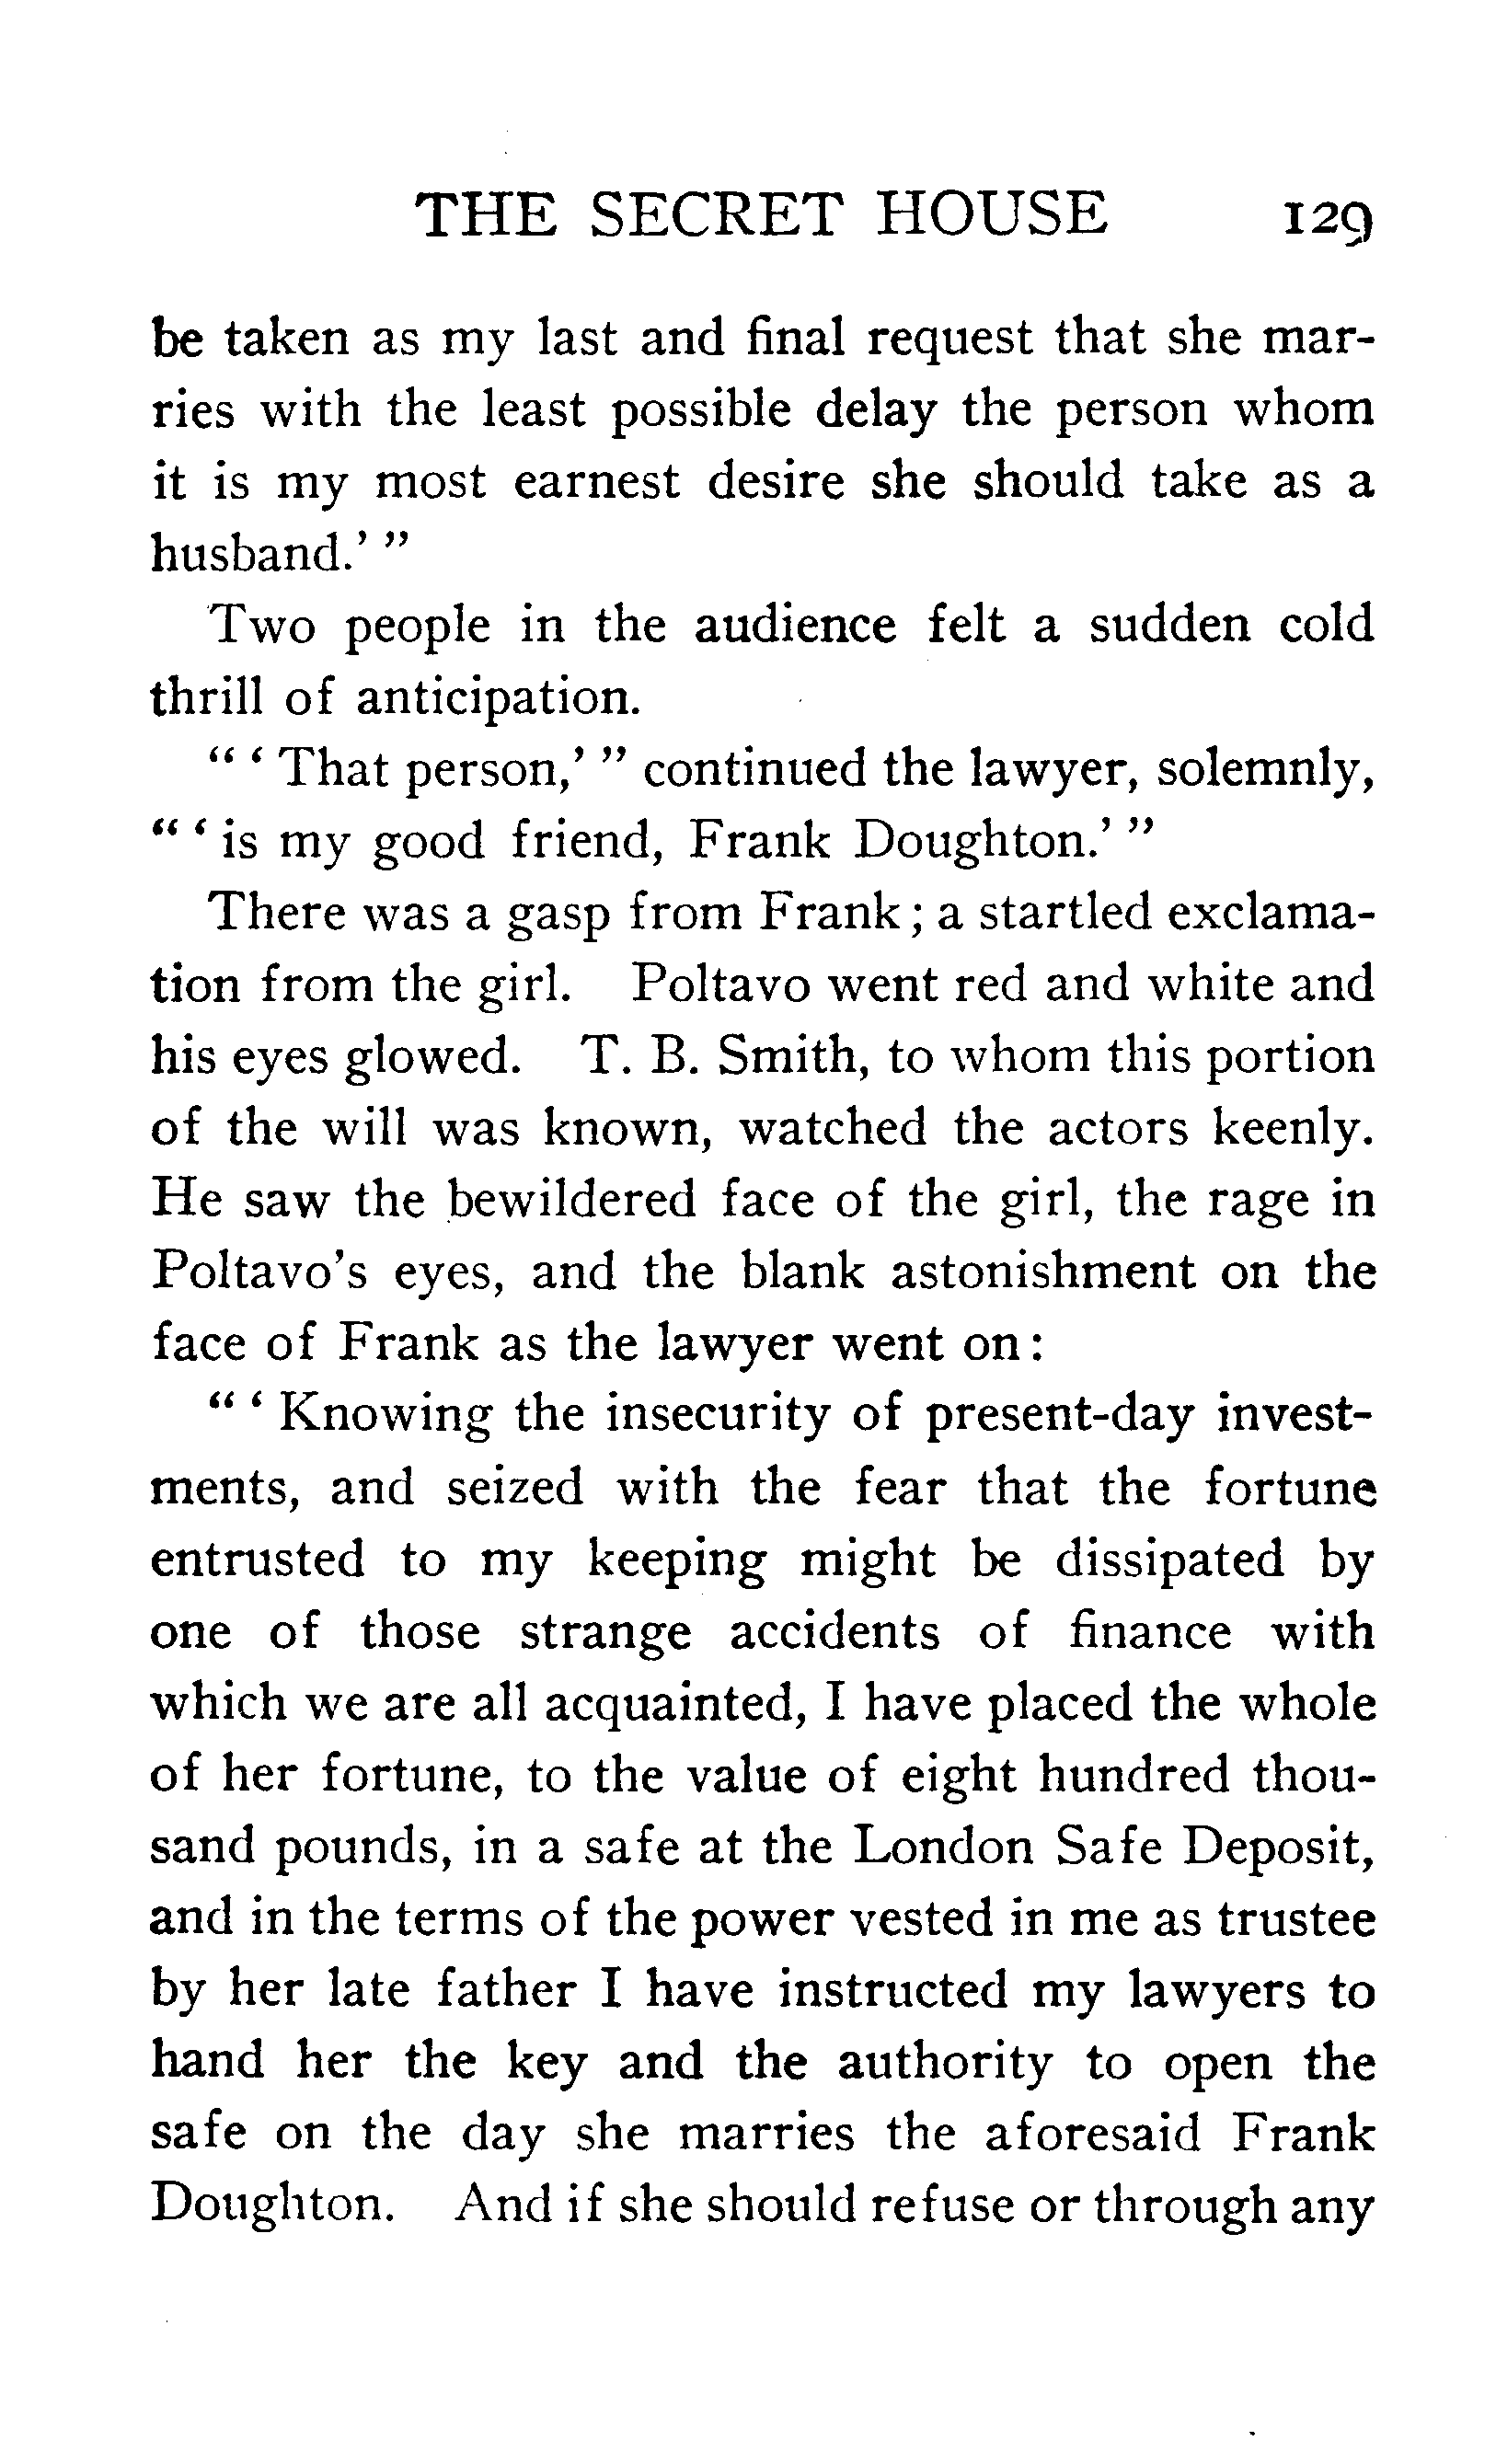 THE SECRET HOUSE 129
be taken as my last and final request that she mar-
ries with the least possible delay the person whom
it is my most earnest desire she should take as a
husband.’ ”
Two people in the audience felt a sudden cold
thrill of anticipation.
“ ‘ That person,’ ” continued the lawyer, solemnly,
“ ‘ is my good friend, Frank Doughton.’ ”
There was a gasp from Frank; a startled exclama-
tion from the girl. Poltavo went red and white and
his eyes glowed. T. B. Smith, to whom this portion
of the will was known, watched the actors keenly.
He saw the bewildered face of the girl, the rage in
Poltavo’s eyes, and the blank astonishment on the
face of Frank as the lawyer went on:
“ ‘ Knowing the insecurity of present-day invest-
ments, and seized with the fear that the fortune
entrusted to my keeping might be dissipated by
one of those strange accidents of finance with
which we are all acquainted, I have placed the whole
of her fortune, to the value of eight hundred thou-
sand pounds, in a safe at the London Safe Deposit,
and in the terms of the power vested in me as trustee
by her late father I have instructed my lawyers to
hand her the key and the authority to open the
safe on the day she marries the aforesaid Frank
Doughton. And if she should refuse or through any